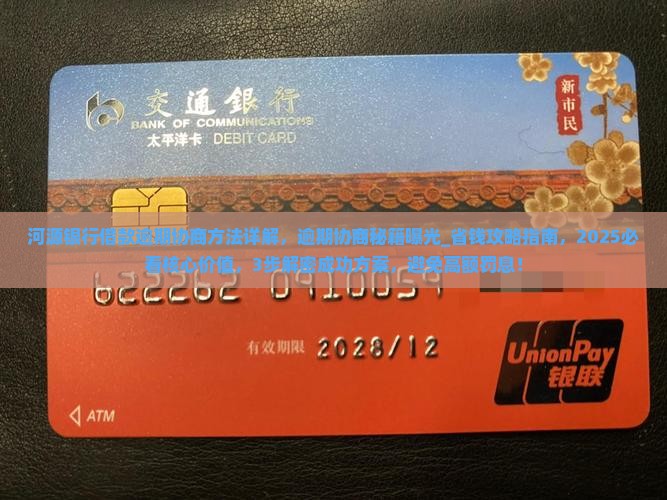 交通銀行
BANK OF COMMUNICATIONS
太平洋卡 DEBIT CARD
新市民
河源银行借款逾期协商方法详解，逾期协商秘籍曝光_省钱攻略指南，2025必
看核心价值，3步解密成功方案，避免高额罚息！
622262 0910059
有效期限 2028/12
UnionPay
银联
ATM